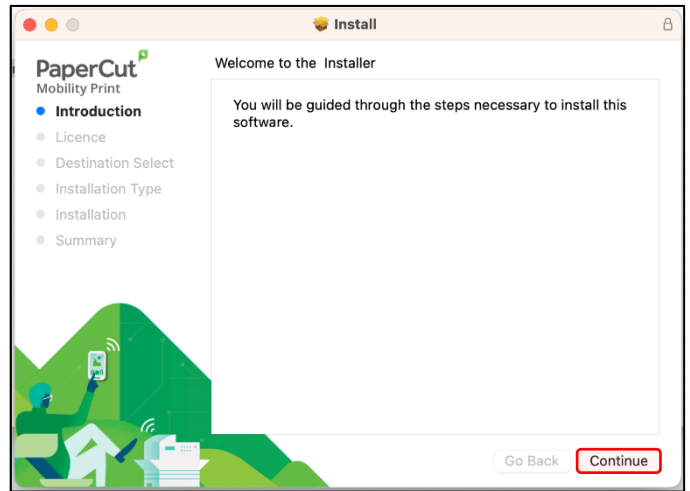 Install
PaperCut
Mobility Print
Welcome to the Installer
Introduction
Licence
Destination Select
Installation Type
Installation
Summary
You will be guided through the steps necessary to install this
software.
Go Back
Continue